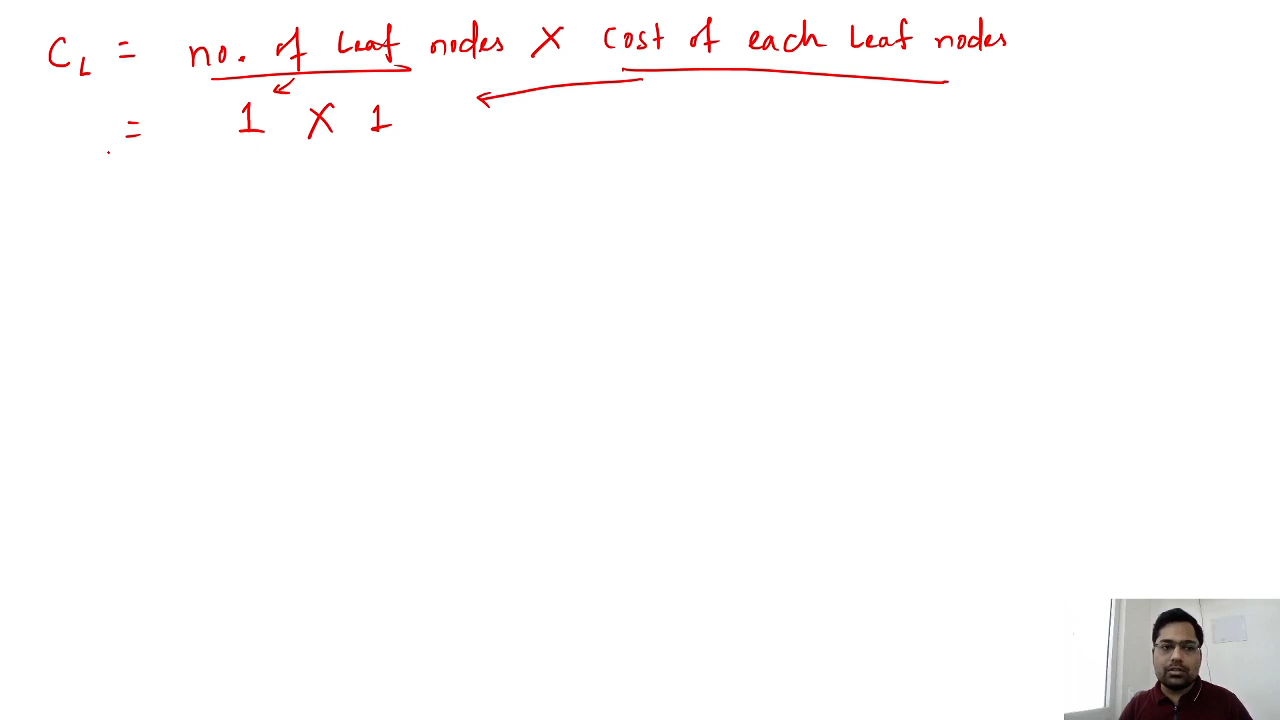 C_L = no. of Leaf nodes X Cost of each Leaf nodes
= 1 X 1